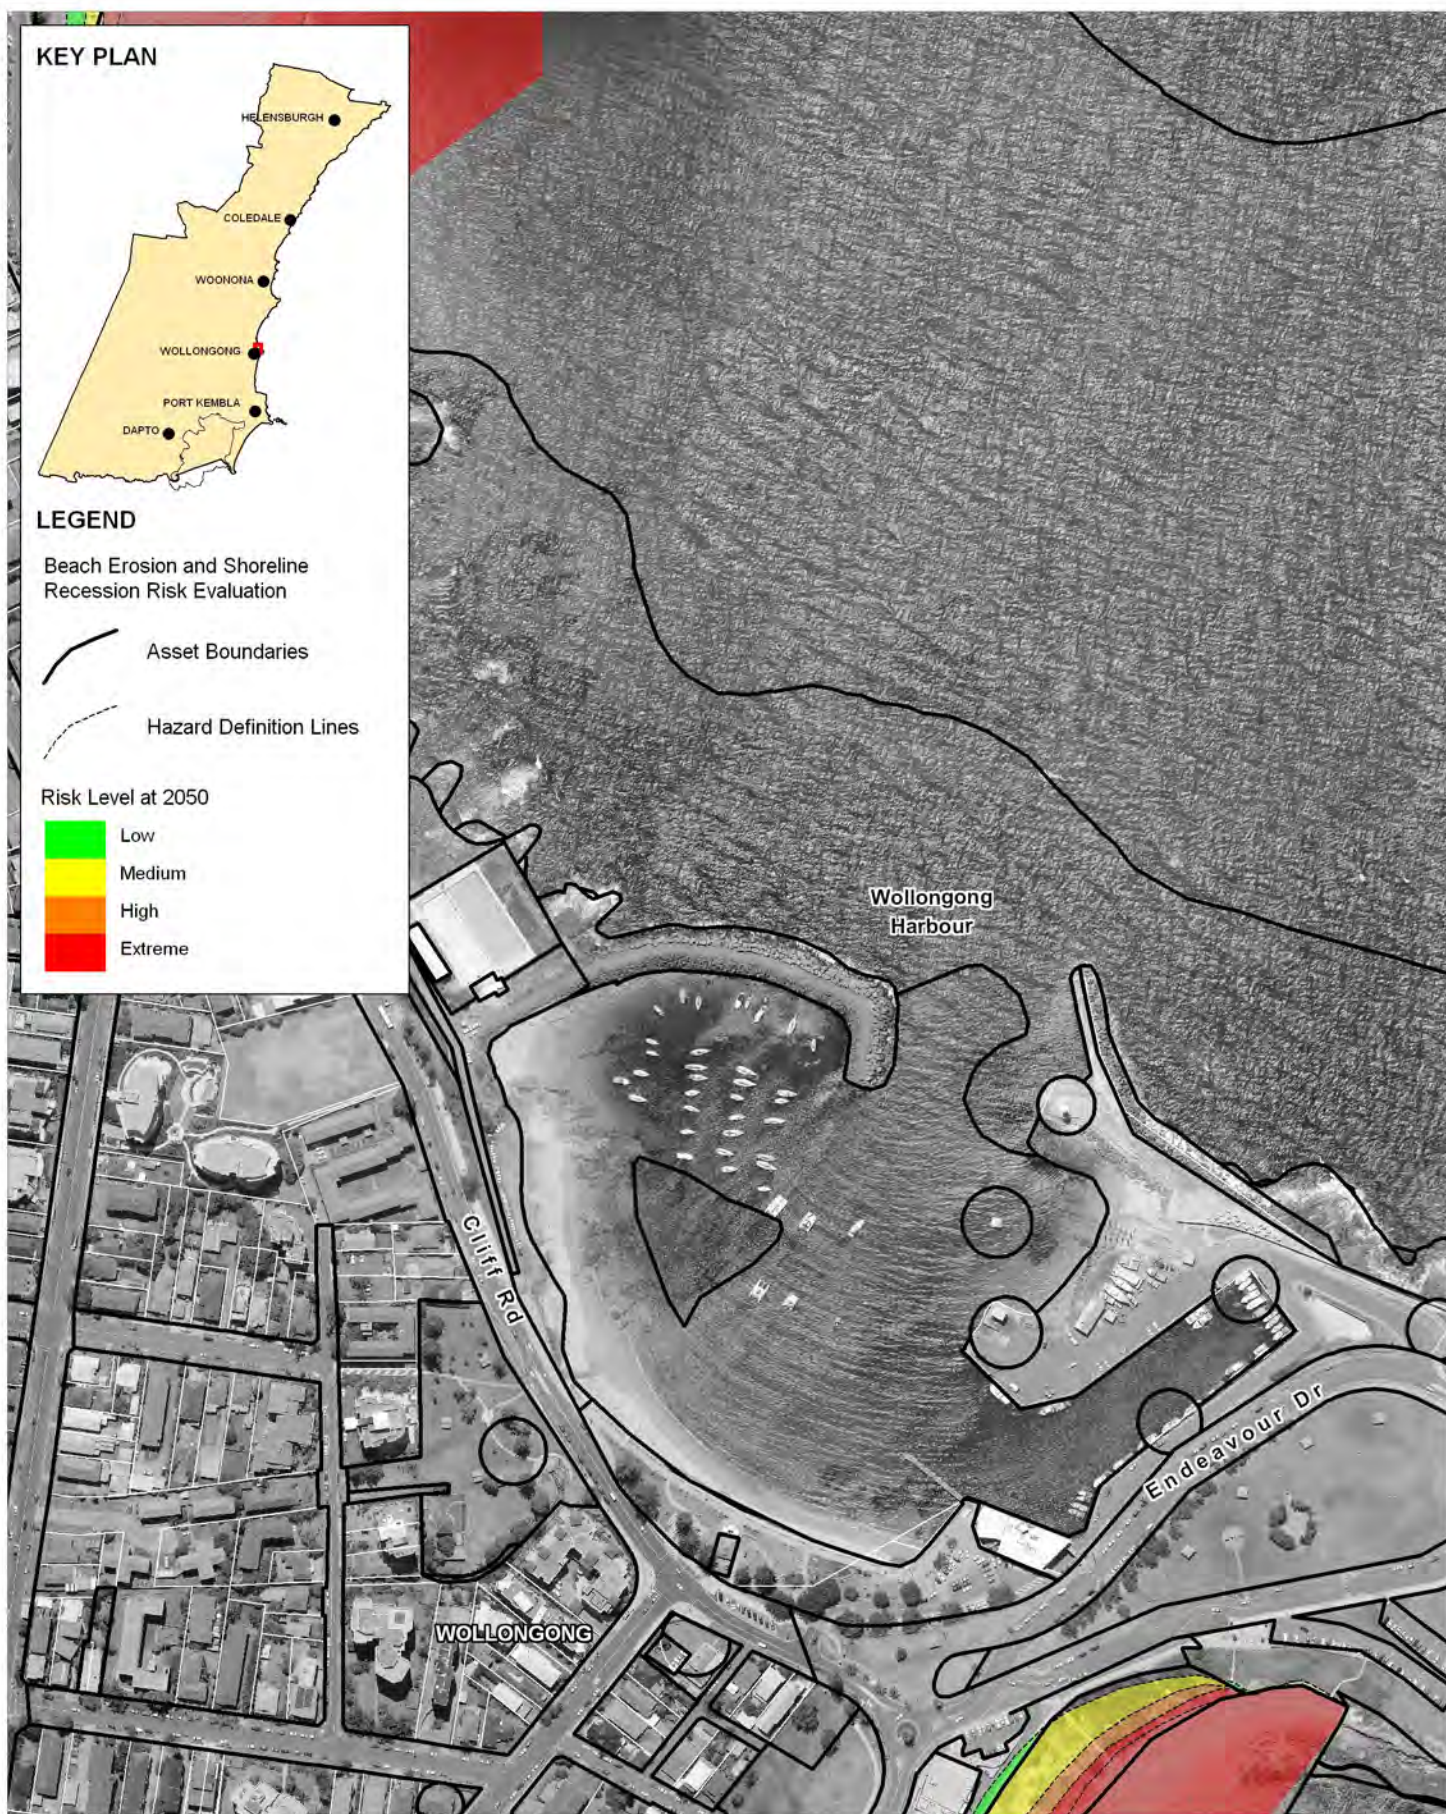 KEY PLAN
HELENSBURGH
COLEDALE
WOONONA
WOLLONGONG
PORT KEMBLA
DAPTO
LEGEND
Beach Erosion and Shoreline
Recession Risk Evaluation
Asset Boundaries
Hazard Definition Lines
Risk Level at 2050
Low
Medium
High
Extreme
Wollongong
Harbour
Cliff Rd
Endeavour Dr
WOLLONGONG